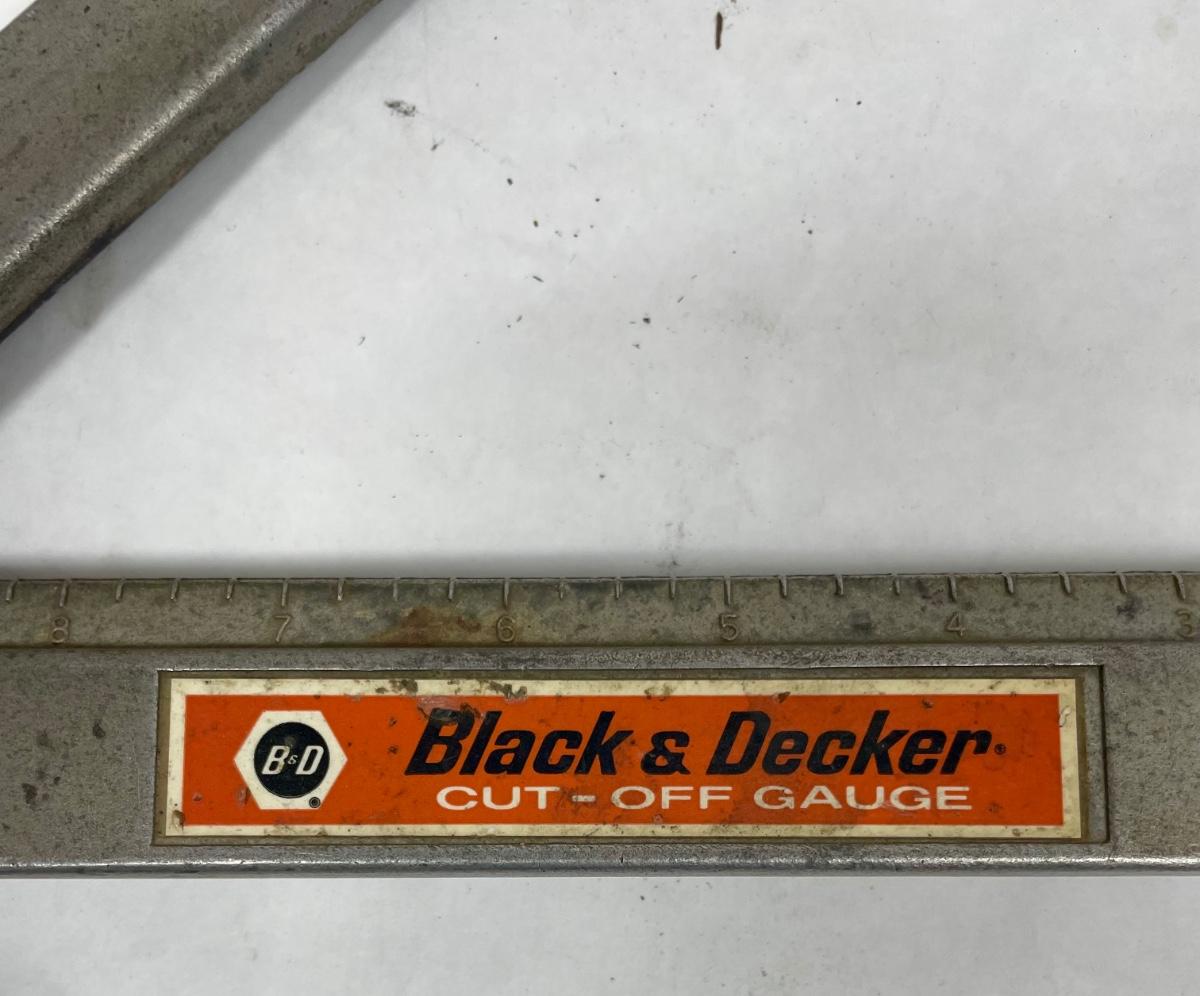 8 7 6 5 4 3
B&D ®
Black & Decker®
CUT-OFF GAUGE